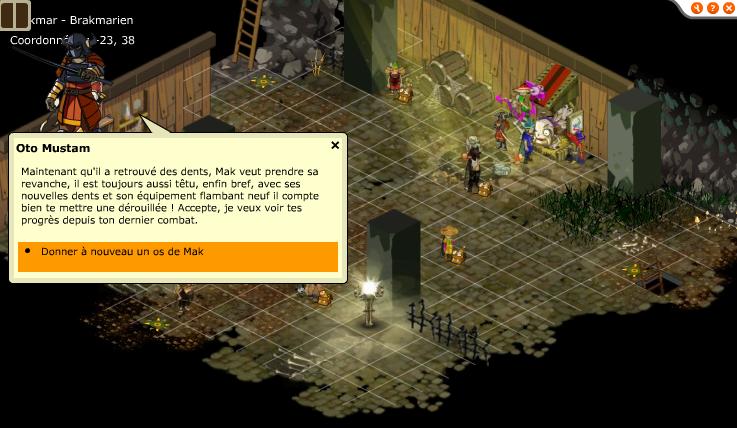 kmar - Brakmarien
Coordonn -23, 38
Oto Mustam
Maintenant qu'il a retrouvé des dents, Mak veut prendre sa
revanche, il est toujours aussi têtu, enfin bref, avec ses
nouvelles dents et son équipement flambant neuf il compte
bien te mettre une dérouillée ! Accepte, je veux voir tes
progrès depuis ton dernier combat.
Donner à nouveau un os de Mak